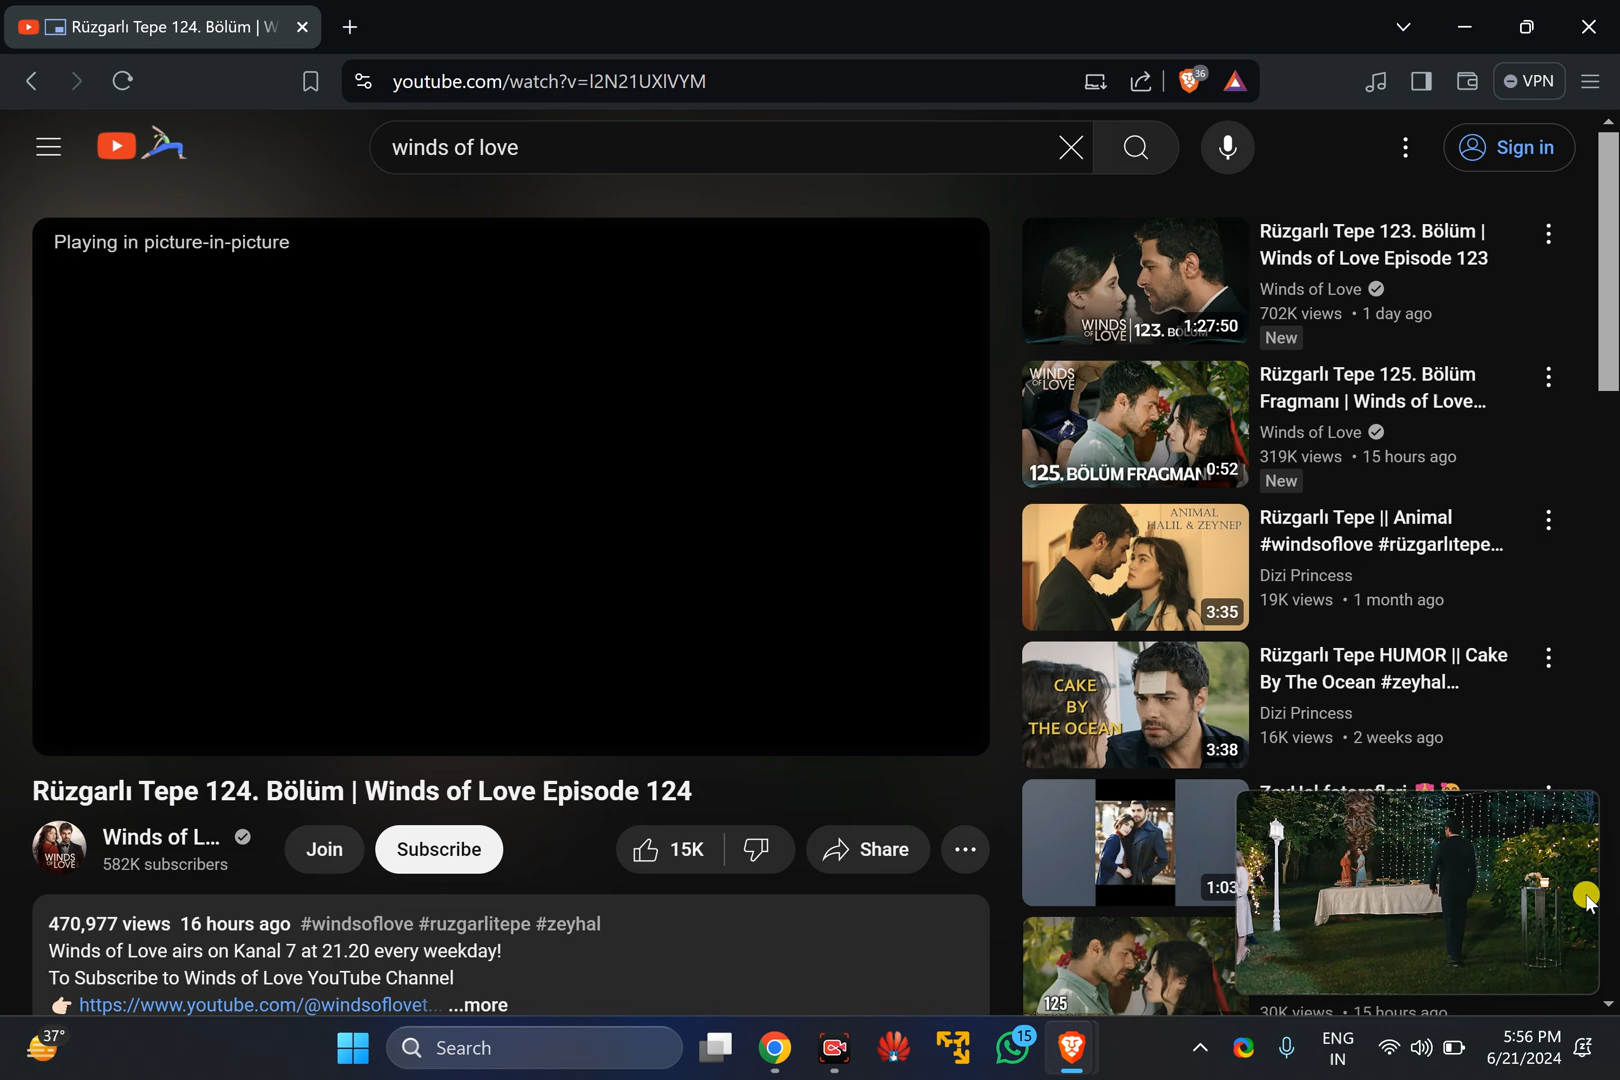 Rüzgarlı Tepe 124. Bölüm | W
youtube.com/watch?v=l2N21UXlVYM
36
VPN
winds of love
Sign in
Playing in picture-in-picture
WINDS OF LOVE 123. BÖLÜM
1:27:50
Rüzgarlı Tepe 123. Bölüm |
Winds of Love Episode 123
Winds of Love
702K views • 1 day ago
New
WINDS OF LOVE
125. BÖLÜM FRAGMAN
0:52
Rüzgarlı Tepe 125. Bölüm
Fragmanı | Winds of Love...
Winds of Love
319K views • 15 hours ago
New
ANIMAL
HALIL & ZEYNEP
3:35
Rüzgarlı Tepe || Animal
#windsoflove #rüzgarlıtepe...
Dizi Princess
19K views • 1 month ago
CAKE
BY
THE OCEAN
3:38
Rüzgarlı Tepe HUMOR || Cake
By The Ocean #zeyhal...
Dizi Princess
16K views • 2 weeks ago
1:03
125
30K views • 15 hours ago
Rüzgarlı Tepe 124. Bölüm | Winds of Love Episode 124
WINDS OF LOVE
Winds of L...
582K subscribers
Join
Subscribe
15K
Share
470,977 views 16 hours ago #windsoflove #ruzgarlitepe #zeyhal
Winds of Love airs on Kanal 7 at 21.20 every weekday!
To Subscribe to Winds of Love YouTube Channel
👉 https://www.youtube.com/@windsoflovet... ...more
37°
Search
15
ENG
IN
5:56 PM
6/21/2024